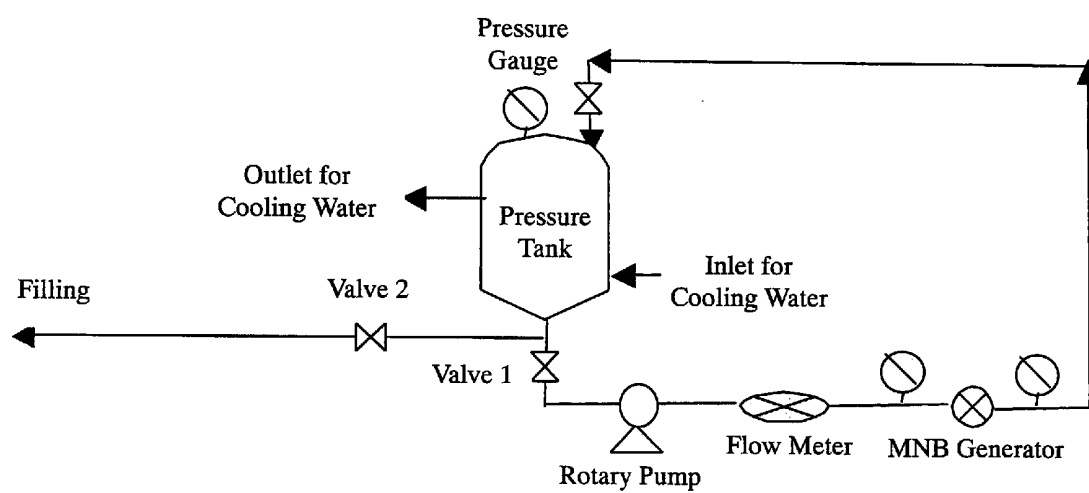 Pressure
Gauge
Outlet for
Cooling Water
Pressure
Tank
Inlet for
Cooling Water
Filling
Valve 2
Valve 1
Rotary Pump
Flow Meter
MNB Generator